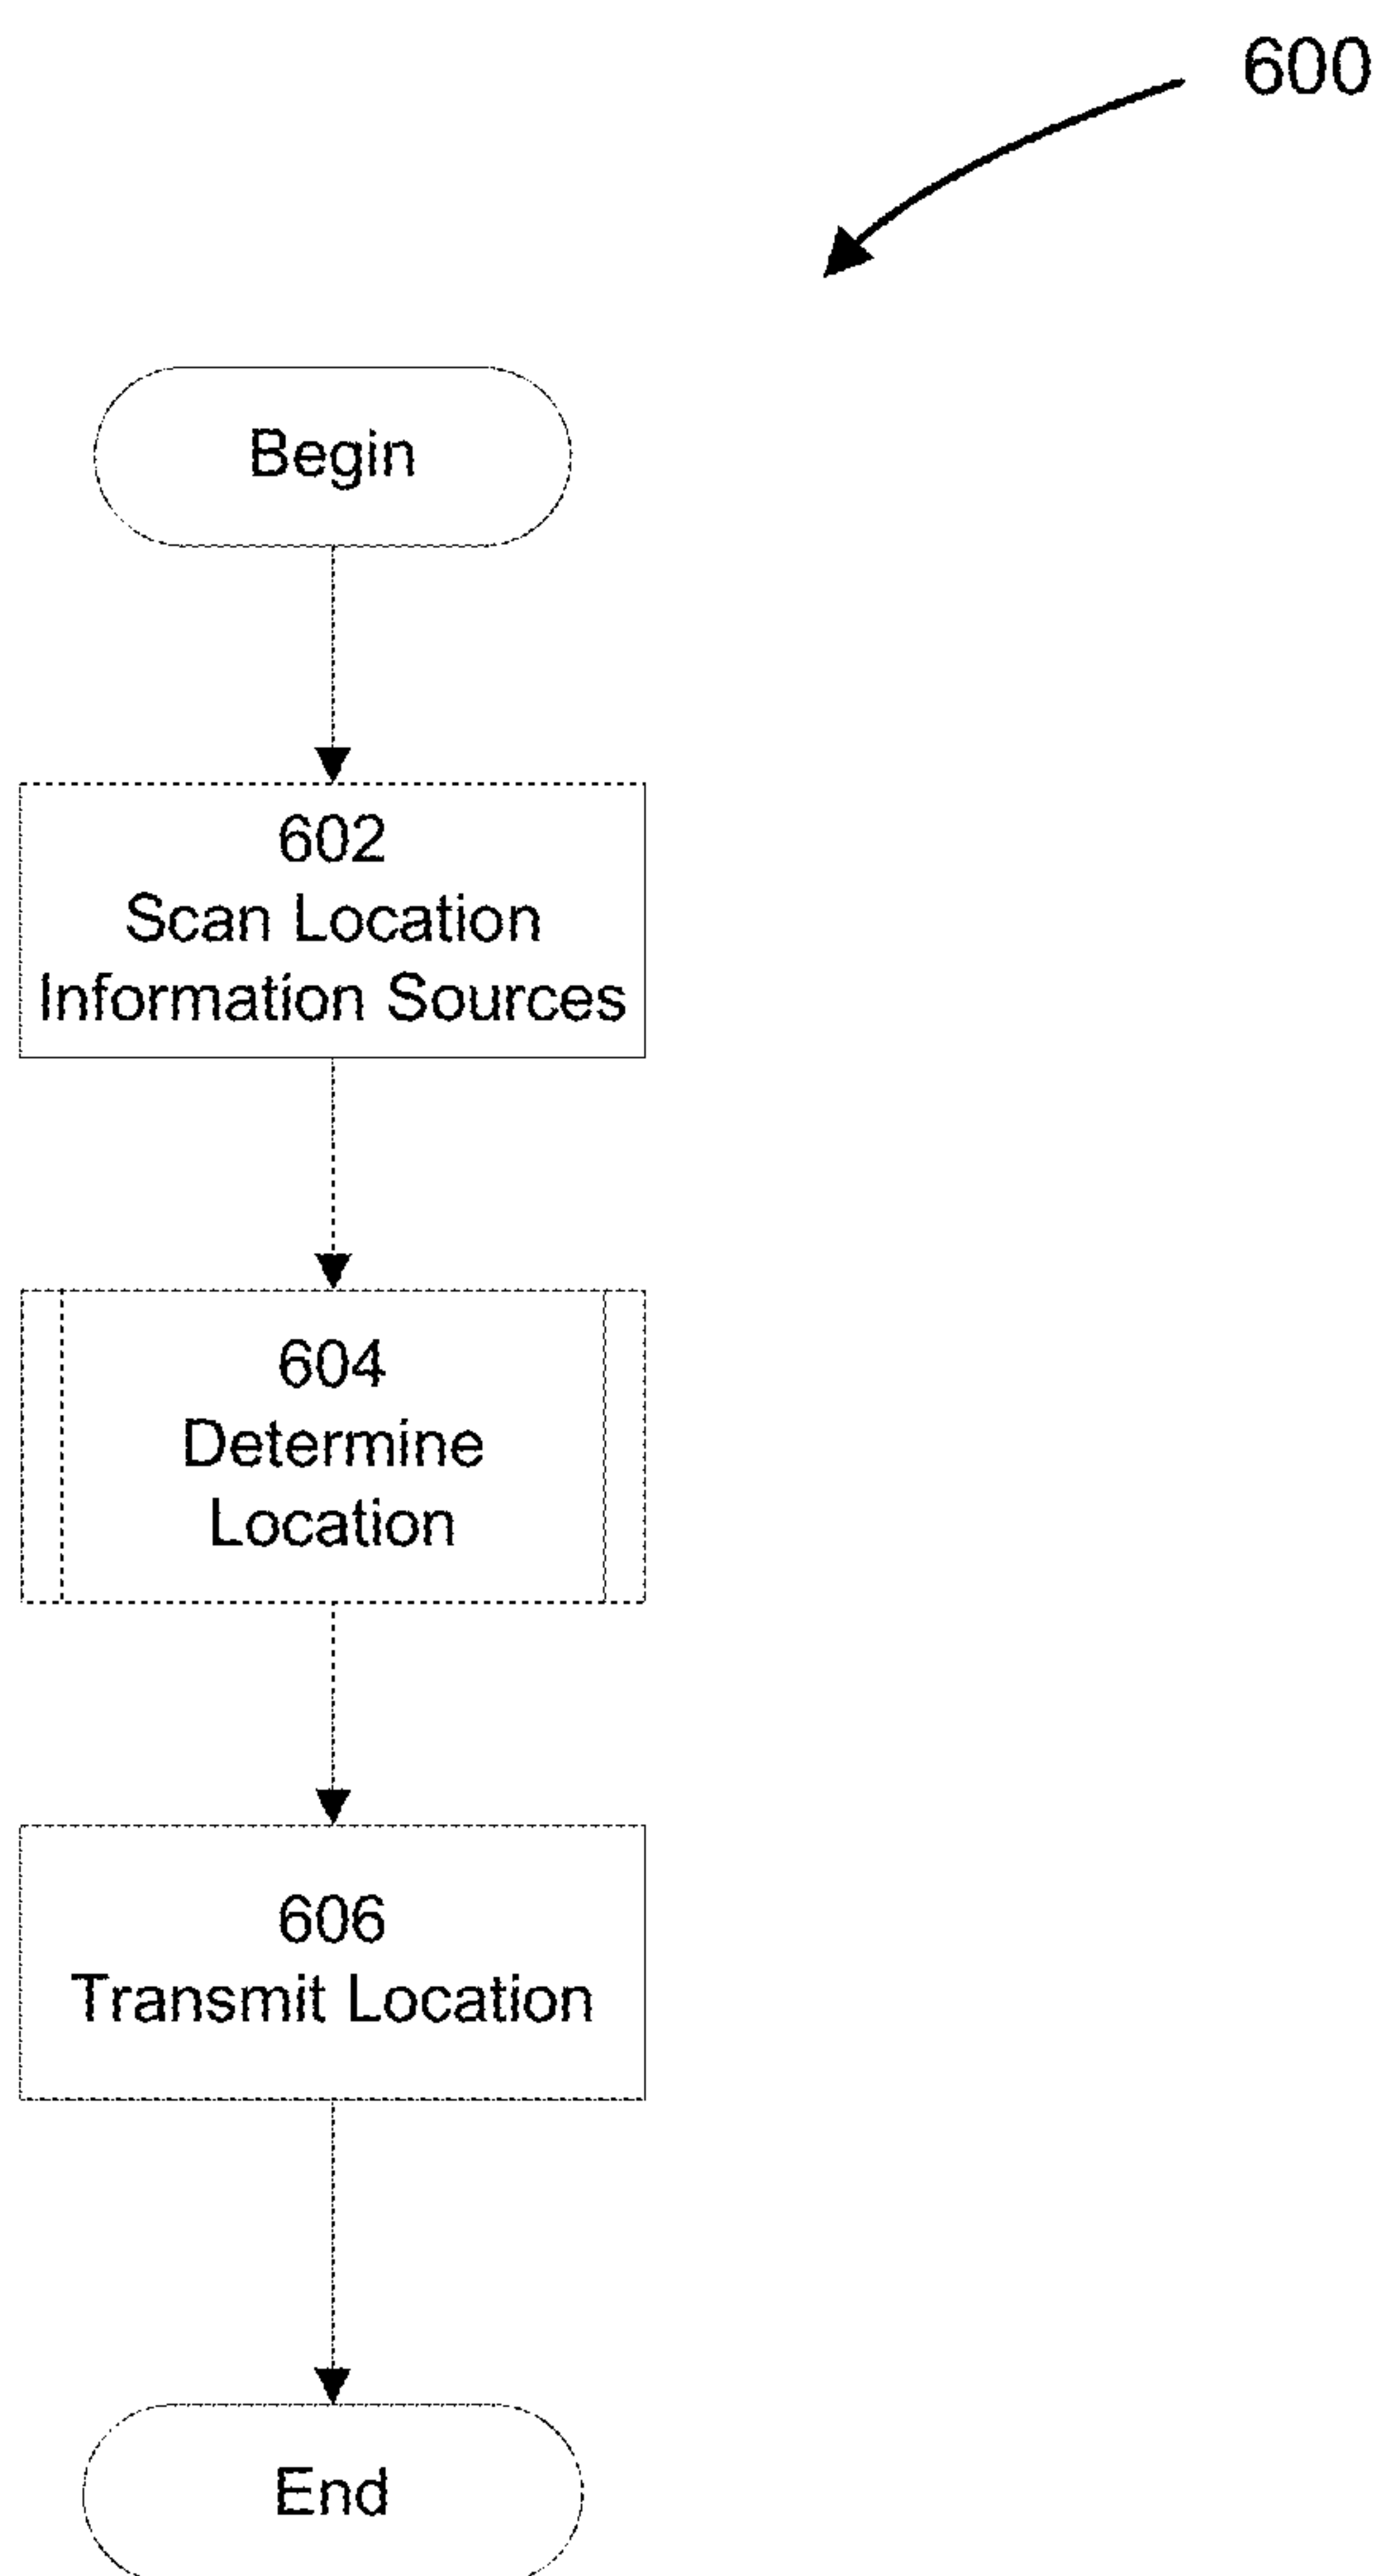 600
Begin
602
Scan Location
Information Sources
604
Determine
Location
606
Transmit Location
End